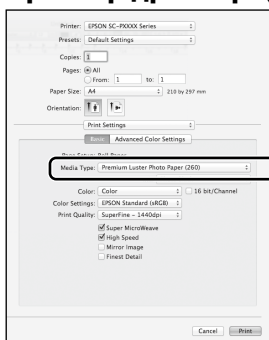 Printer: EPSON SC-PXXXX Series
Presets: Default Settings
Copies: 1
Pages: All
From: 1 to: 1
Paper Size: A4 210 by 297 mm
Orientation:
Print Settings
Basic Advanced Color Settings
Page Setup: Roll Paper
Media Type: Premium Luster Photo Paper (260)
Color: Color 16 bit/Channel
Color Settings: EPSON Standard (sRGB)
Print Quality: SuperFine - 1440dpi
Super MicroWeave
High Speed
Mirror Image
Finest Detail
Cancel Print